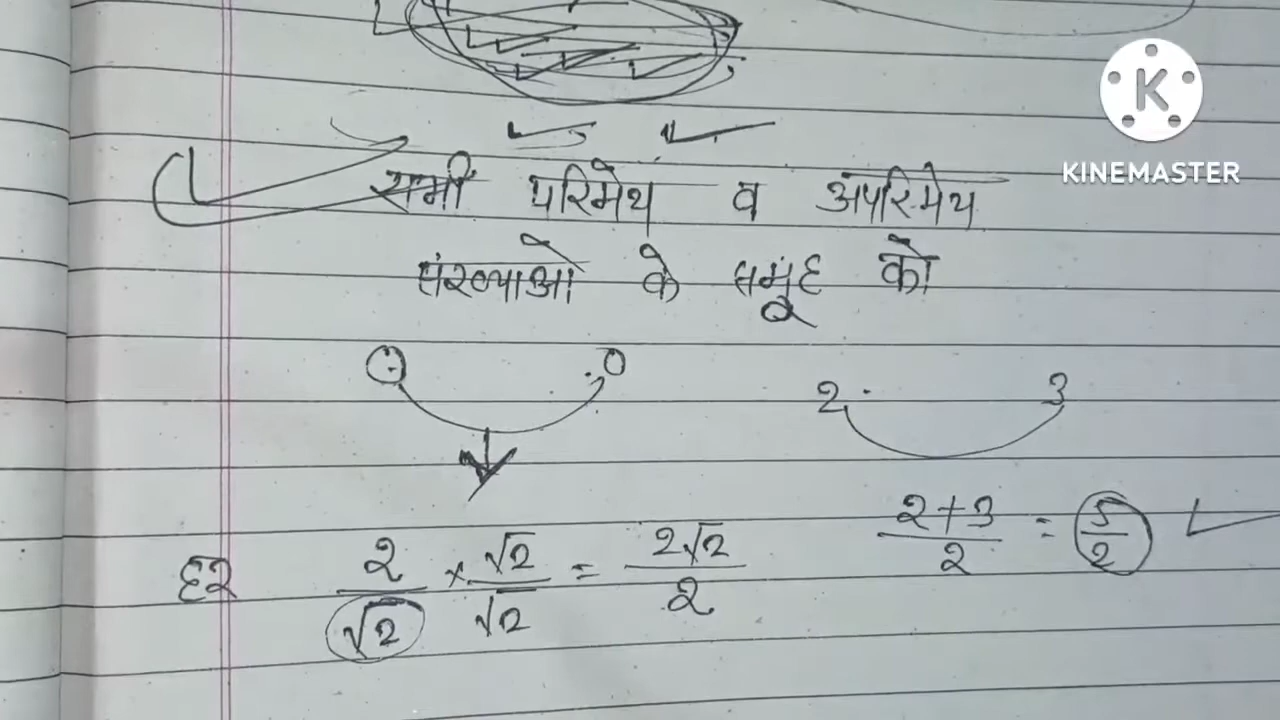 K
KINEMASTER
सभी परिमेय व अपरिमेय
संख्याओ के समूह को
2 3
2+3/2 = 5/2
हर 2/√2 × √2/√2 = 2√2/2